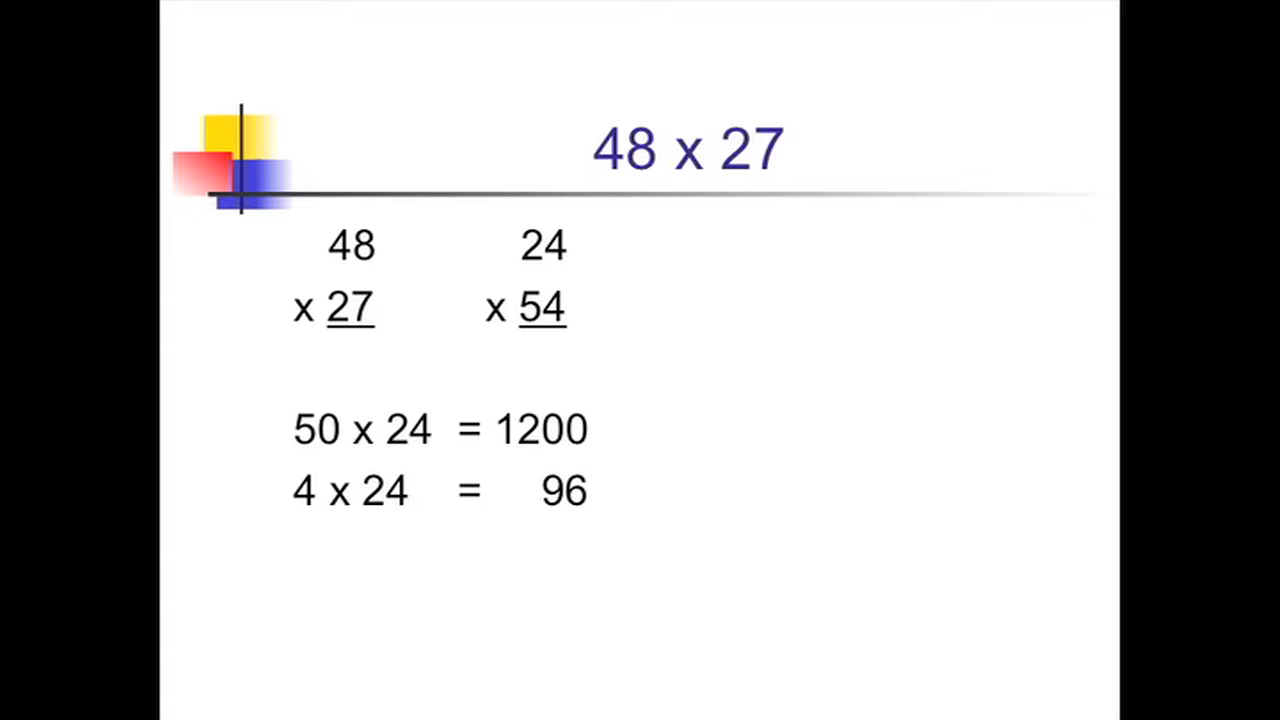 48 x 27
48 24
x 27 x 54
50 x 24 = 1200
4 x 24 = 96